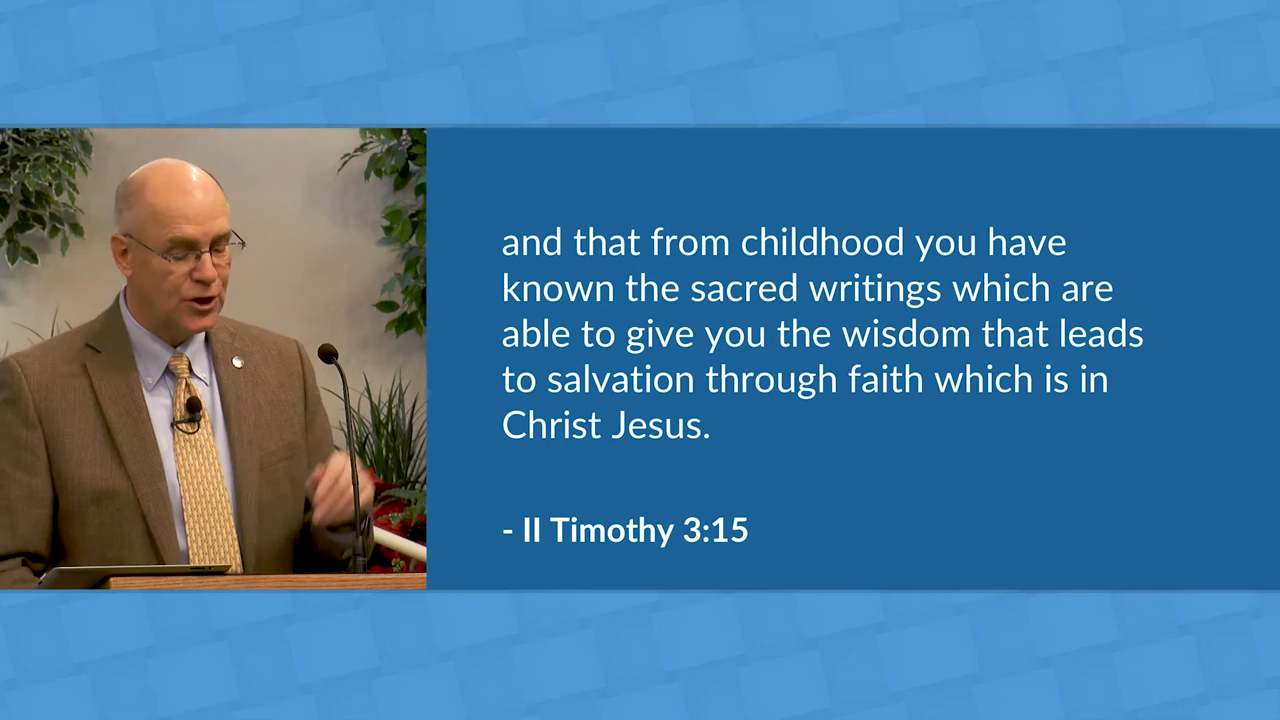 and that from childhood you have
known the sacred writings which are
able to give you the wisdom that leads
to salvation through faith which is in
Christ Jesus.
- II Timothy 3:15